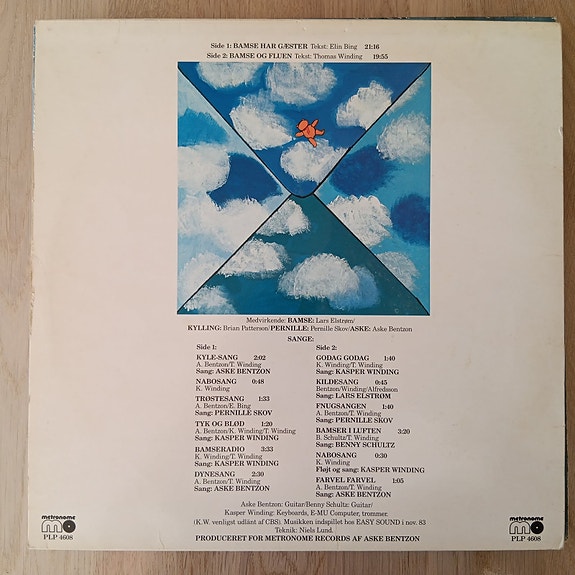 Side 1: BAMSE HAR GÆSTER Tekst: Elin Bing 21:16
Side 2: BAMSE OG FLUEN Tekst: Thomas Winding 19:55
Medvirkende: BAMSE: Lars Elstrøm/
KYLLING: Brian Patterson/PERNILLE: Pernille Skov/ASKE: Aske Bentzon
SANGE:
Side 1:
KYLE-SANG 2:02
A. Bentzon/T. Winding
Sang: ASKE BENTZON
NABOSANG 0:48
K. Winding
TRØSTESANG 1:33
A. Bentzon/E. Bing
Sang: PERNILLE SKOV
TYK OG BLØD 1:20
A. Bentzon/K. Winding/T. Winding
Sang: KASPER WINDING
BAMSERADIO 3:33
K. Winding/T. Winding
Sang: KASPER WINDING
DYNESANG 2:30
A. Bentzon/T. Winding
Sang: ASKE BENTZON
Side 2:
GODAG GODAG 1:40
K. Winding/T. Winding
Sang: KASPER WINDING
KILDESANG 0:45
Bentzon/Winding/Alfredsson
Sang: LARS ELSTRØM
FNUGSANGEN 1:40
A. Bentzon/T. Winding
Sang: PERNILLE SKOV
BAMSER I LUFTEN 3:20
B. Schultz/T. Winding
Sang: BENNY SCHULTZ
NABOSANG 0:30
K. Winding
Fløjt og sang: KASPER WINDING
FARVEL FARVEL 1:05
A. Bentzon/T. Winding
Sang: ASKE BENTZON
Aske Bentzon: Guitar/Benny Schultz: Guitar/
Kasper Winding: Keyboards, E-MU Computer, trommer.
(K.W. venligst udlånt af CBS). Musikken indspillet hos EASY SOUND i nov. 83
Teknik: Niels Lund.
PRODUCERET FOR METRONOME RECORDS AF ASKE BENTZON
metronome
PLP 4608
metronome
PLP 4608